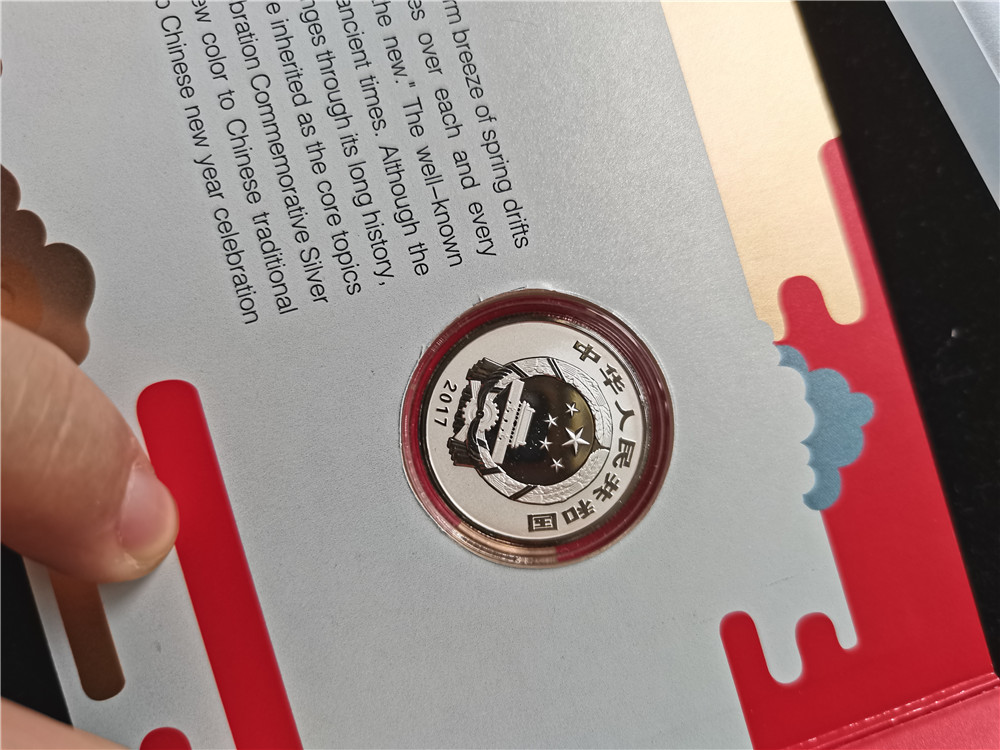 rm breeze of spring drifts
es over each and every
the new." The well-known
ancient times. Although the
nges through its long history,
e inherited as the core topics
bration Commemorative Silver
ew color to Chinese traditional
o Chinese new year celebration
中华人民共和国
2017